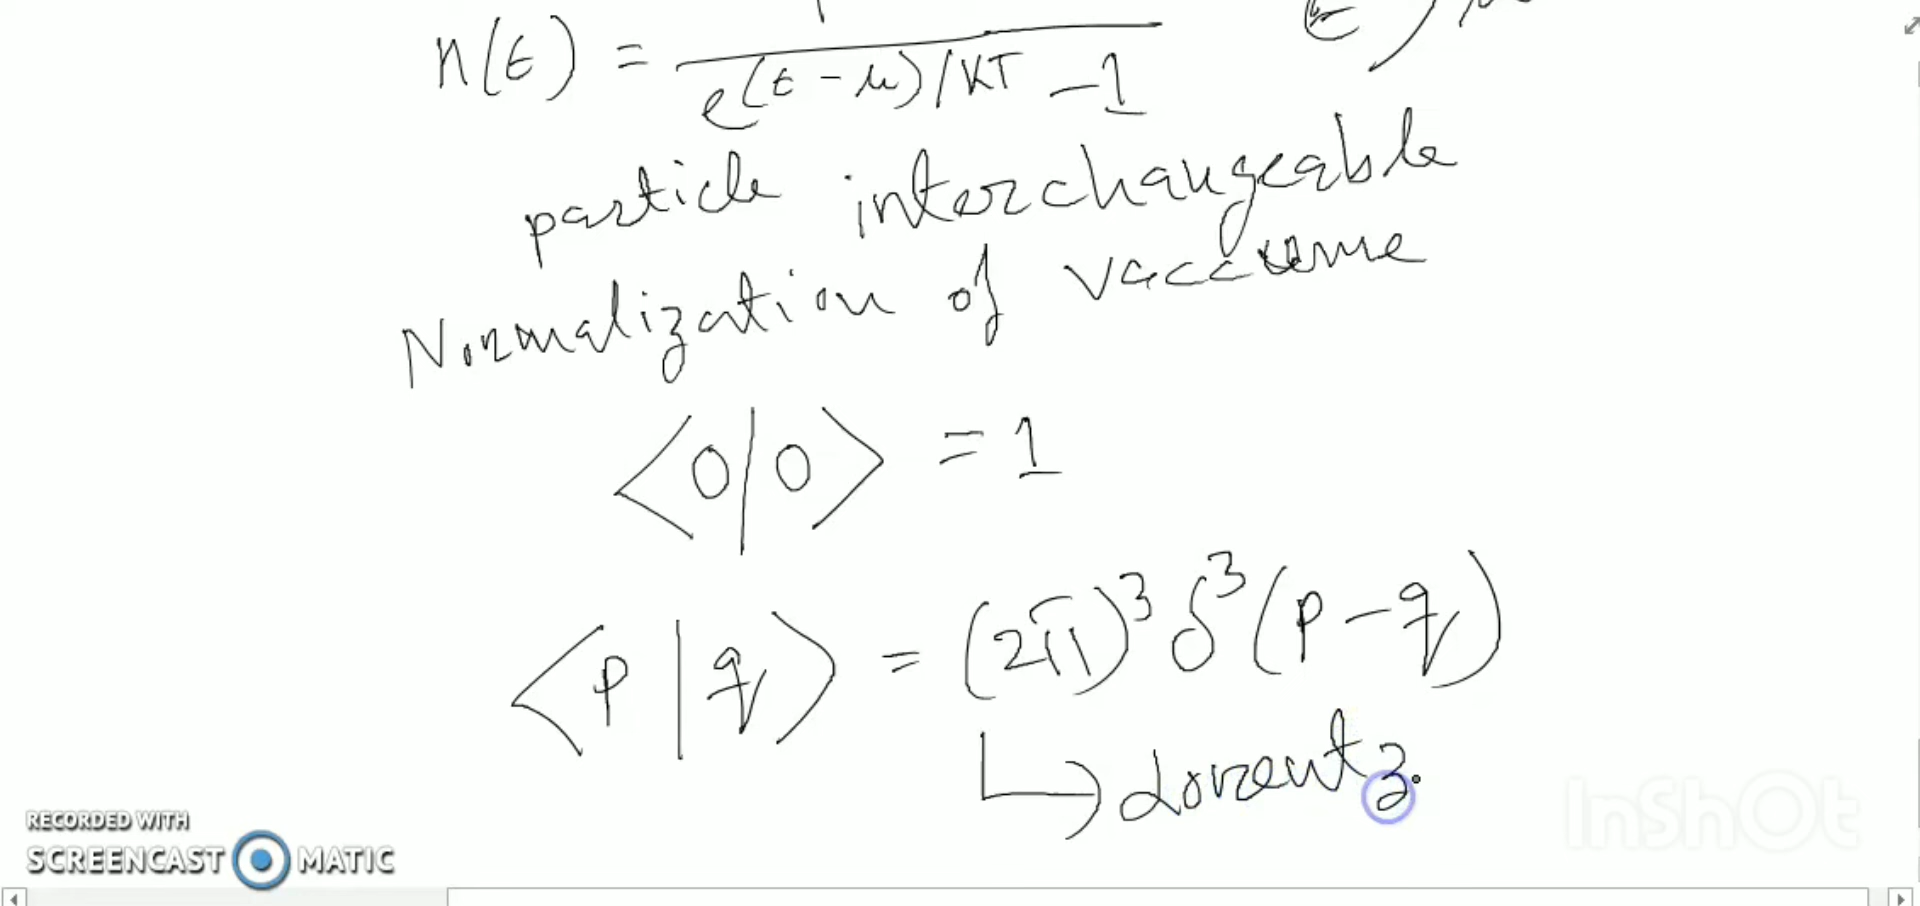 n(ε) = e(ε - μ)/KT - 1
particle interchangeable
Normalization of vaccume
<0|0> = 1
<p|q> = (2π)³ δ³(p-q)
↳ Lorentz
RECORDED WITH
SCREENCAST MATIC
InShOt